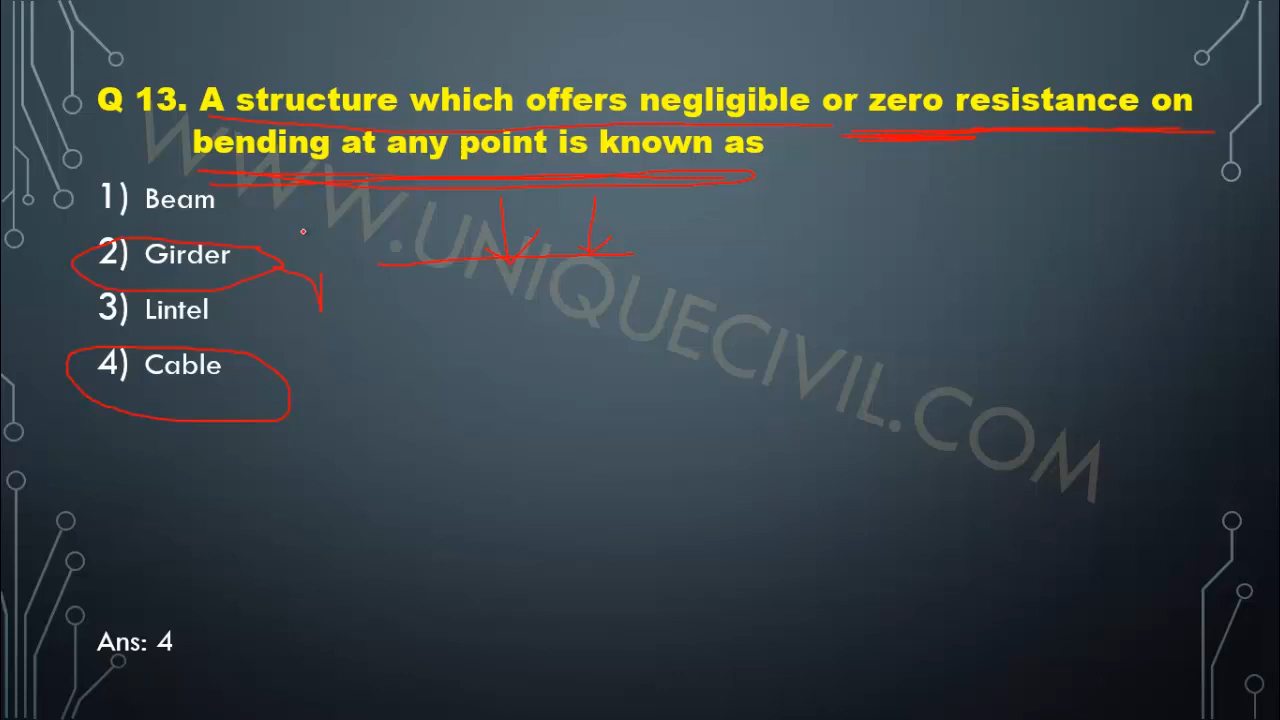 Q 13. A structure which offers negligible or zero resistance on
bending at any point is known as
1) Beam
2) Girder
3) Lintel
4) Cable
WWW.UNIQUECIVIL.COM
Ans: 4